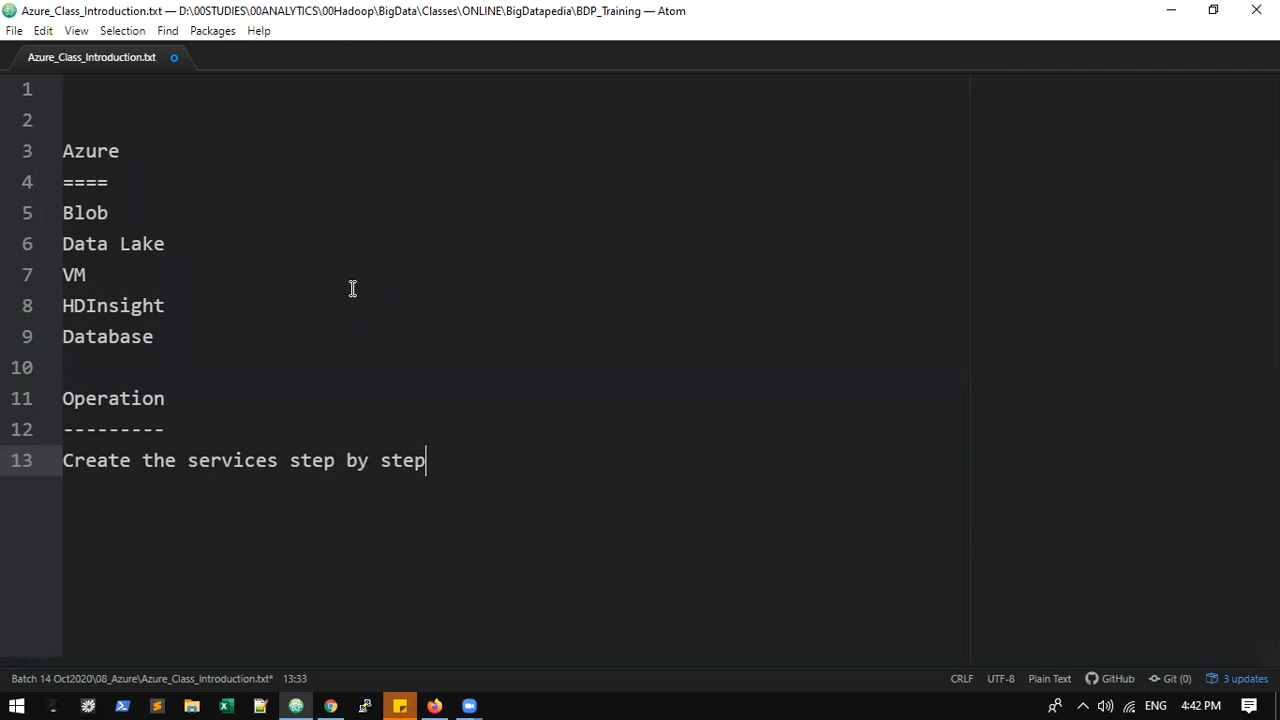 Azure_Class_Introduction.txt — D:\00STUDIES\00ANALYTICS\00Hadoop\BigData\Classes\ONLINE\BigDatapedia\BDP_Training — Atom
File Edit View Selection Find Packages Help
Azure_Class_Introduction.txt
1
2
3 Azure
4 ====
5 Blob
6 Data Lake
7 VM
8 HDInsight
9 Database
10
11 Operation
12 ---------
13 Create the services step by step
Batch 14 Oct2020\08_Azure\Azure_Class_Introduction.txt* 13:33 CRLF UTF-8 Plain Text GitHub Git (0) 3 updates
ENG 4:42 PM